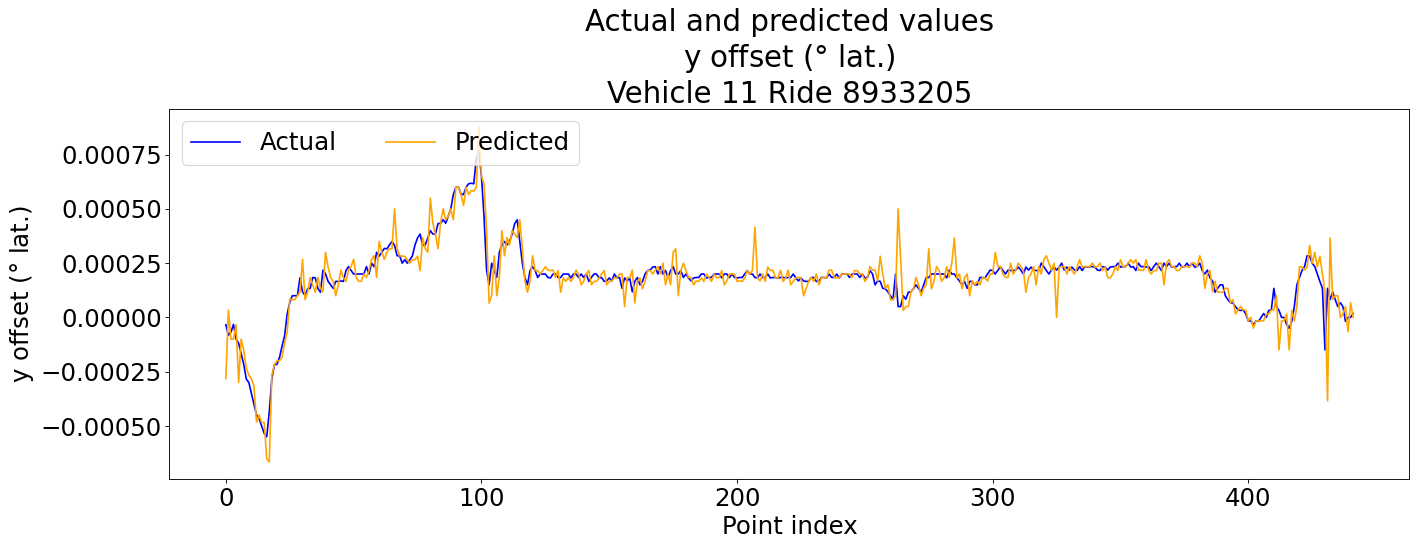 Actual and predicted values
y offset (° lat.)
Vehicle 11 Ride 8933205
Actual
Predicted
y offset (° lat.)
0.00075
0.00050
0.00025
0.00000
−0.00025
−0.00050
0
100
200
300
400
Point index